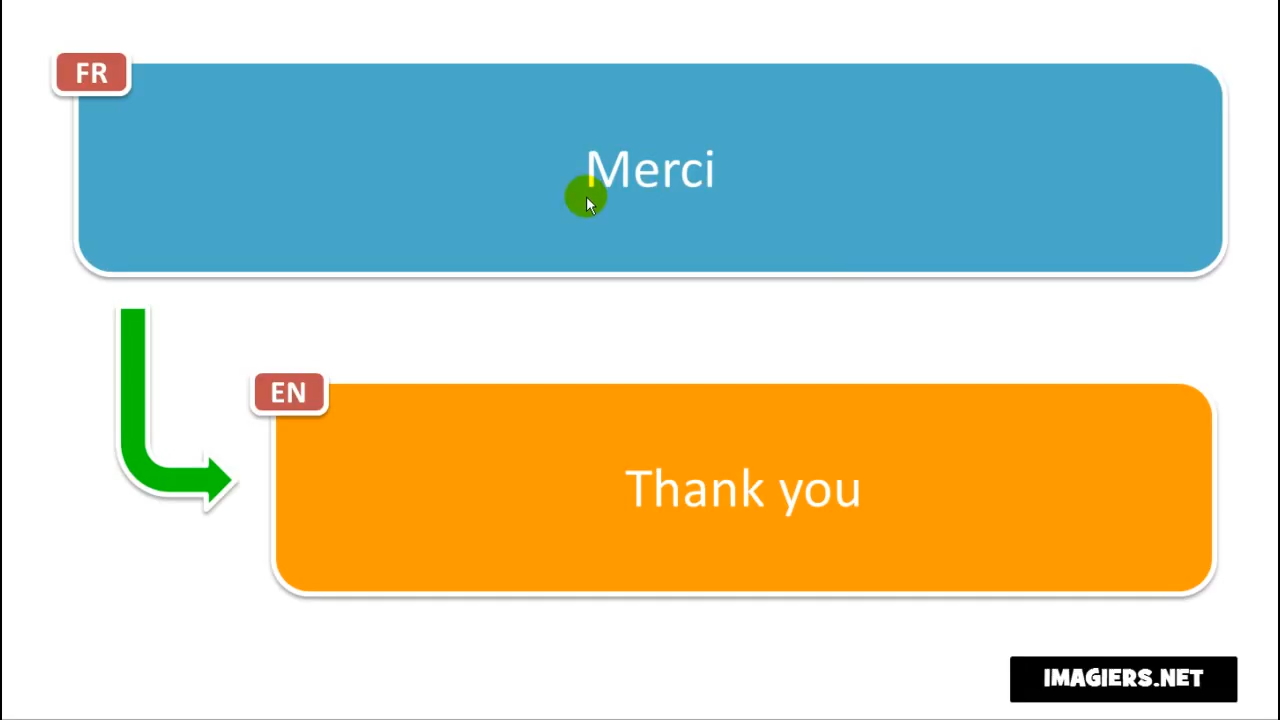 FR
Merci
EN
Thank you
IMAGIERS.NET